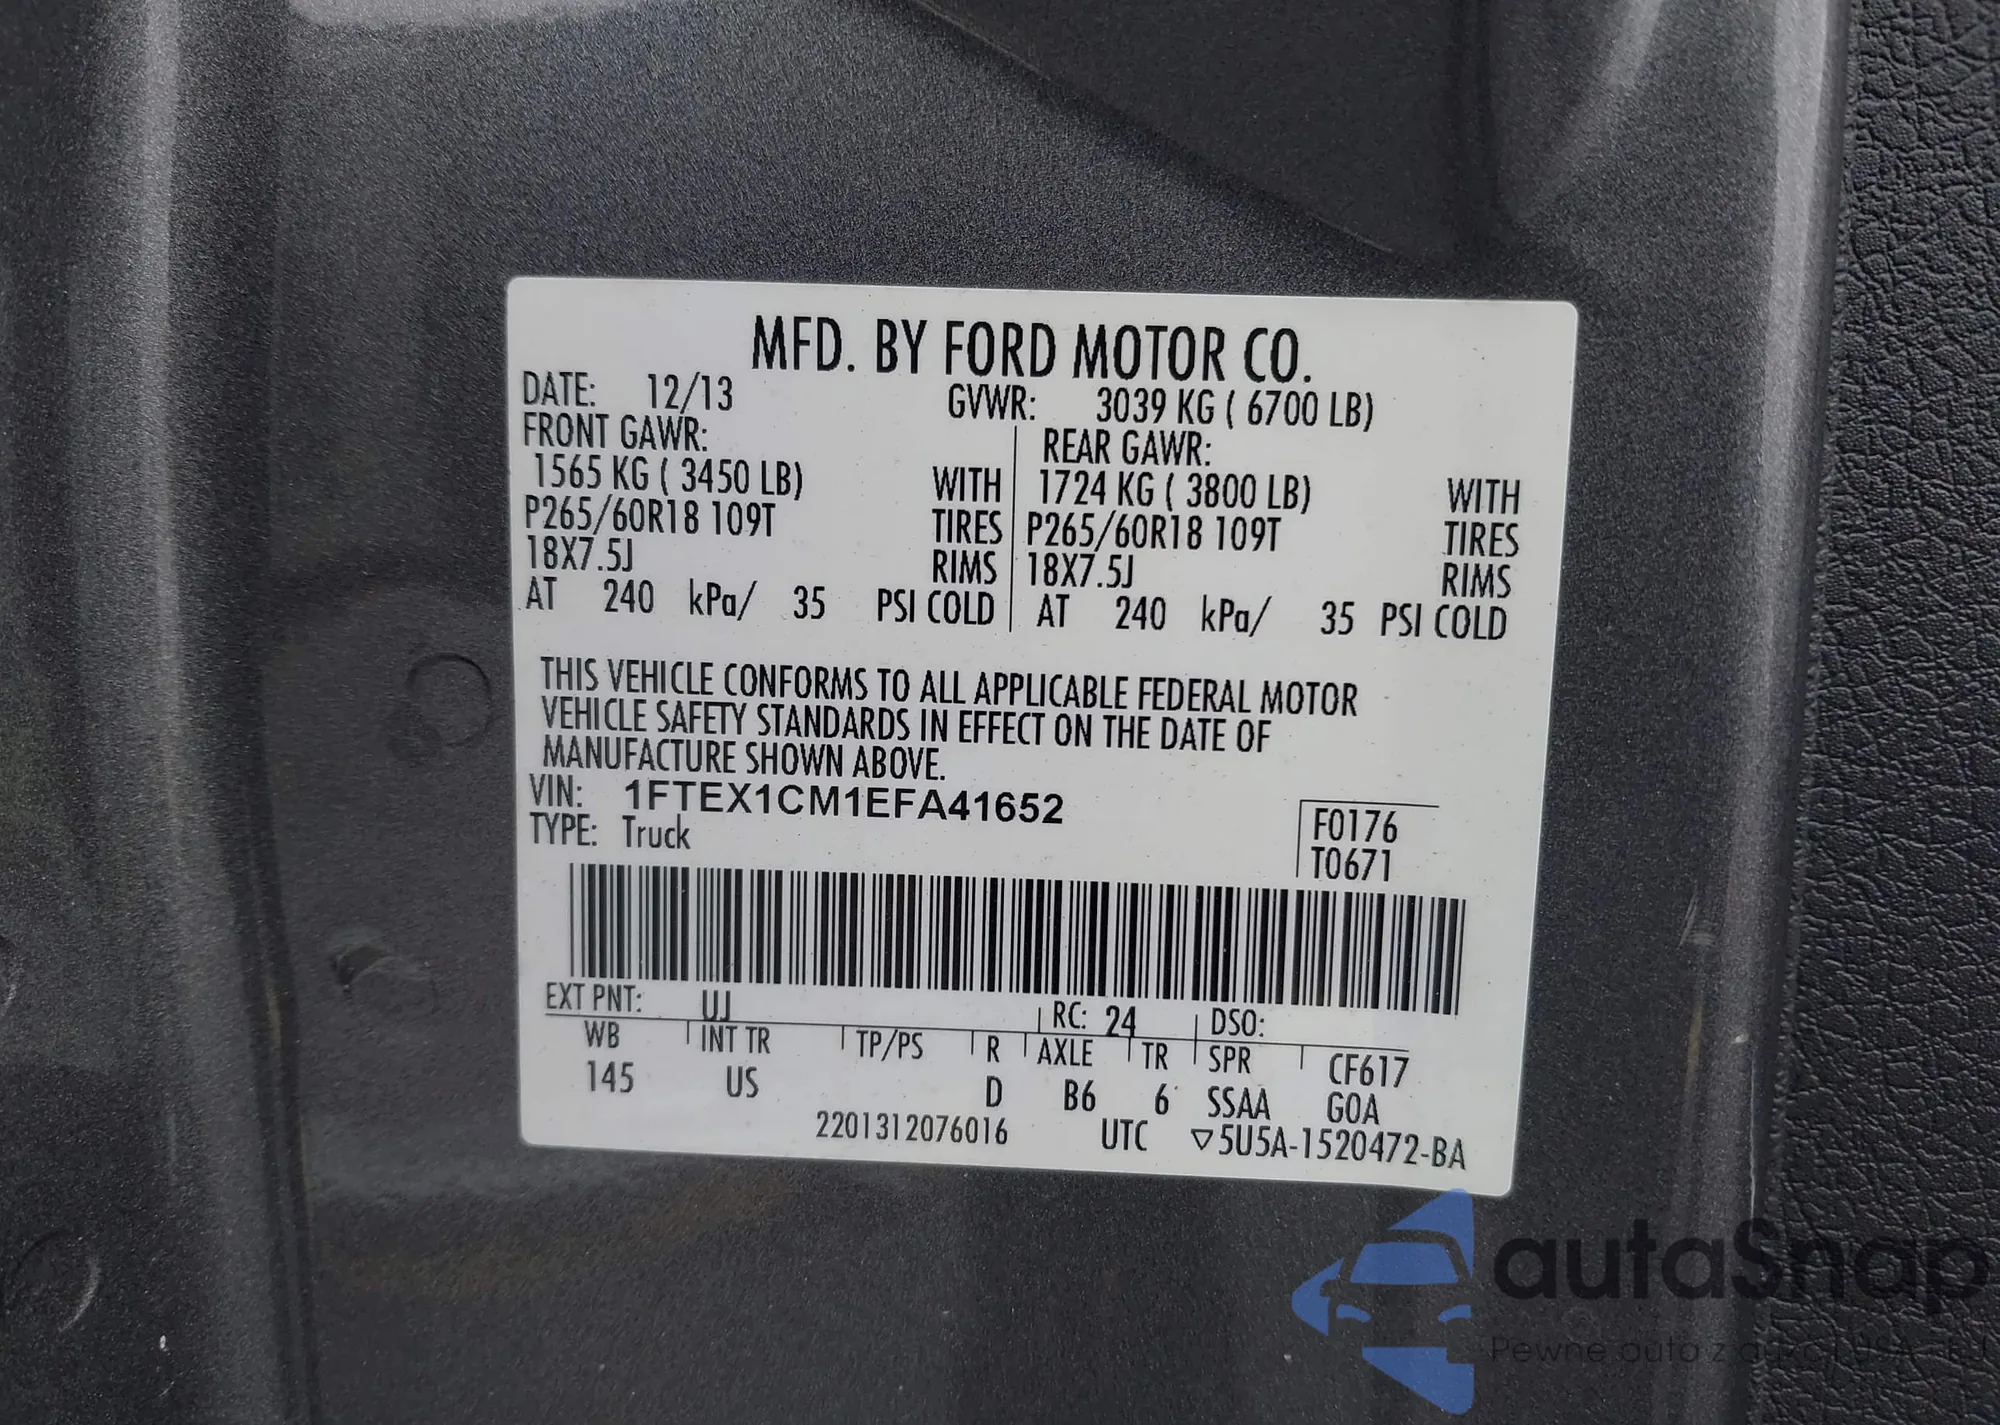 MFD. BY FORD MOTOR CO.
DATE: 12/13 GVWR: 3039 KG ( 6700 LB)
FRONT GAWR: REAR GAWR:
1565 KG ( 3450 LB) WITH 1724 KG ( 3800 LB) WITH
P265/60R18 109T TIRES P265/60R18 109T TIRES
18X7.5J RIMS 18X7.5J RIMS
AT 240 kPa/ 35 PSI COLD AT 240 kPa/ 35 PSI COLD
THIS VEHICLE CONFORMS TO ALL APPLICABLE FEDERAL MOTOR
VEHICLE SAFETY STANDARDS IN EFFECT ON THE DATE OF
MANUFACTURE SHOWN ABOVE.
VIN: 1FTEX1CM1EFA41652
TYPE: Truck
F0176
T0671
EXT PNT: UJ RC: 24 DSO:
WB INT TR TP/PS R AXLE TR SPR CF617
145 US D B6 6 SSAA GOA
2201312076016 UTC ▽5U5A-1520472-BA
autaSnap
Pewne auto z USA